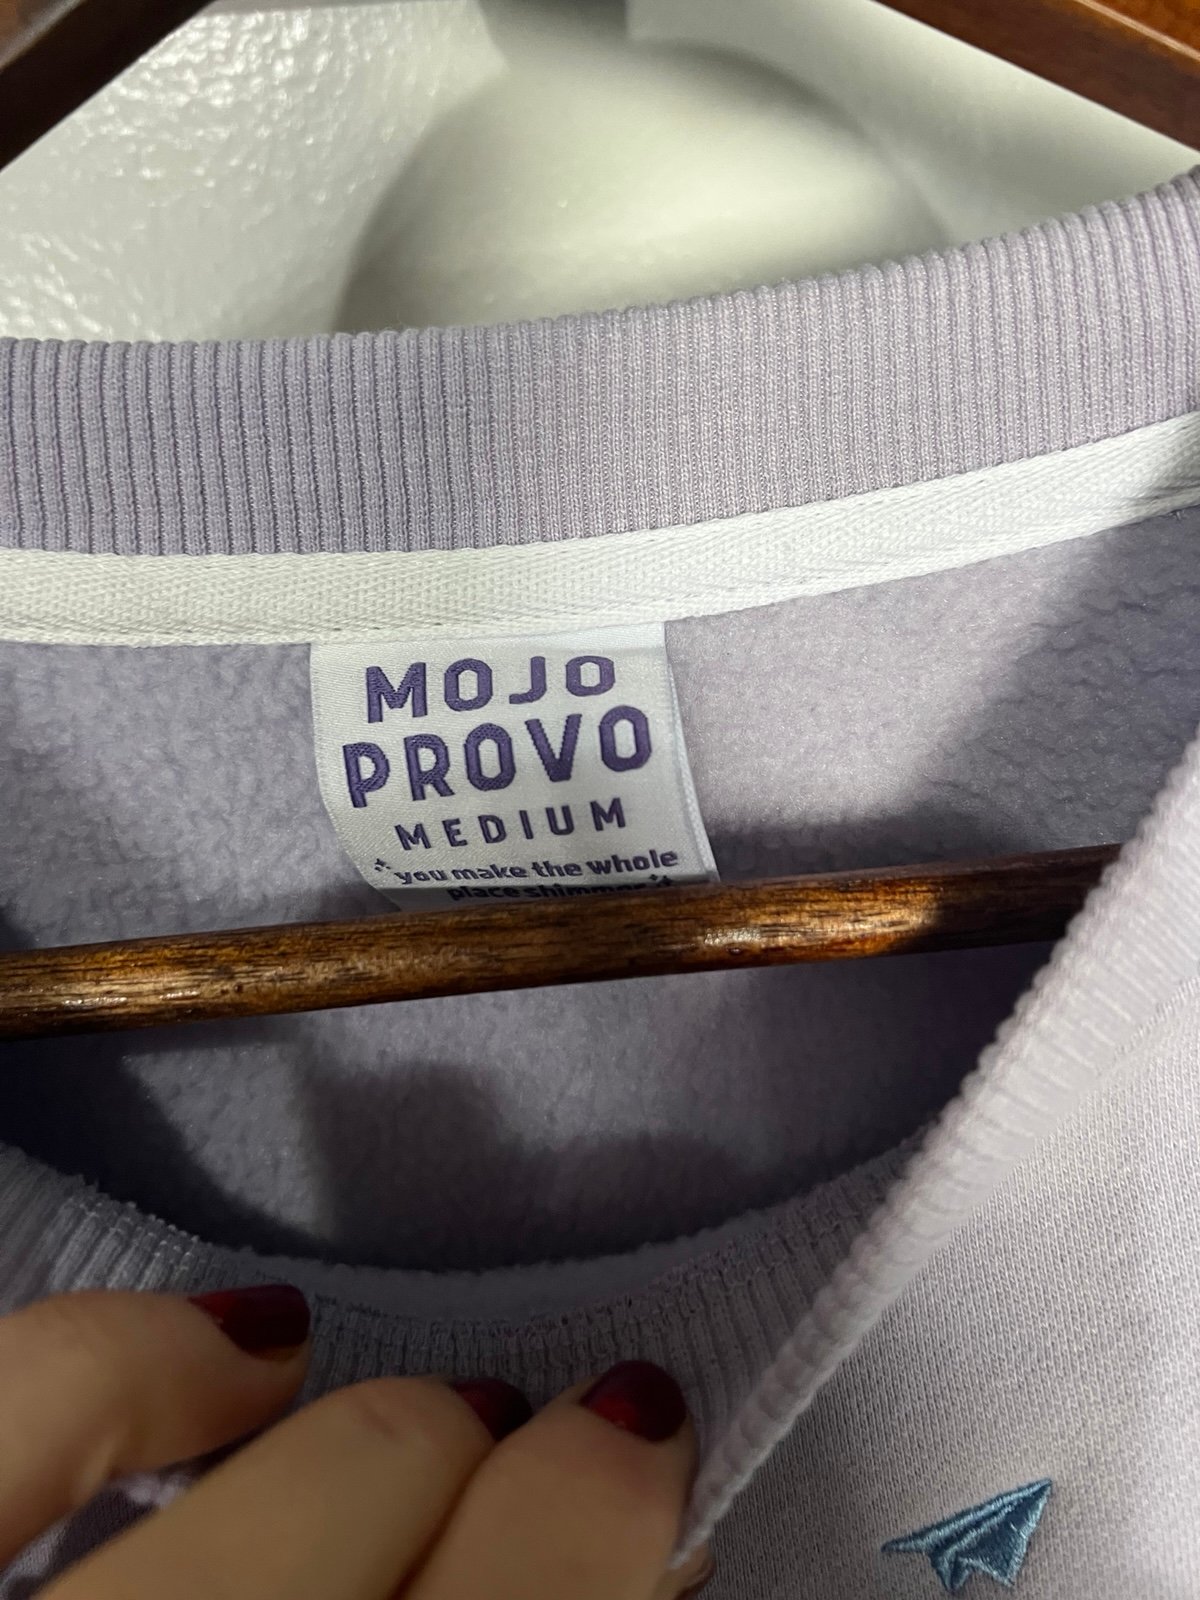 MOJO
PROVO
MEDIUM
you make the whole
place shimmer